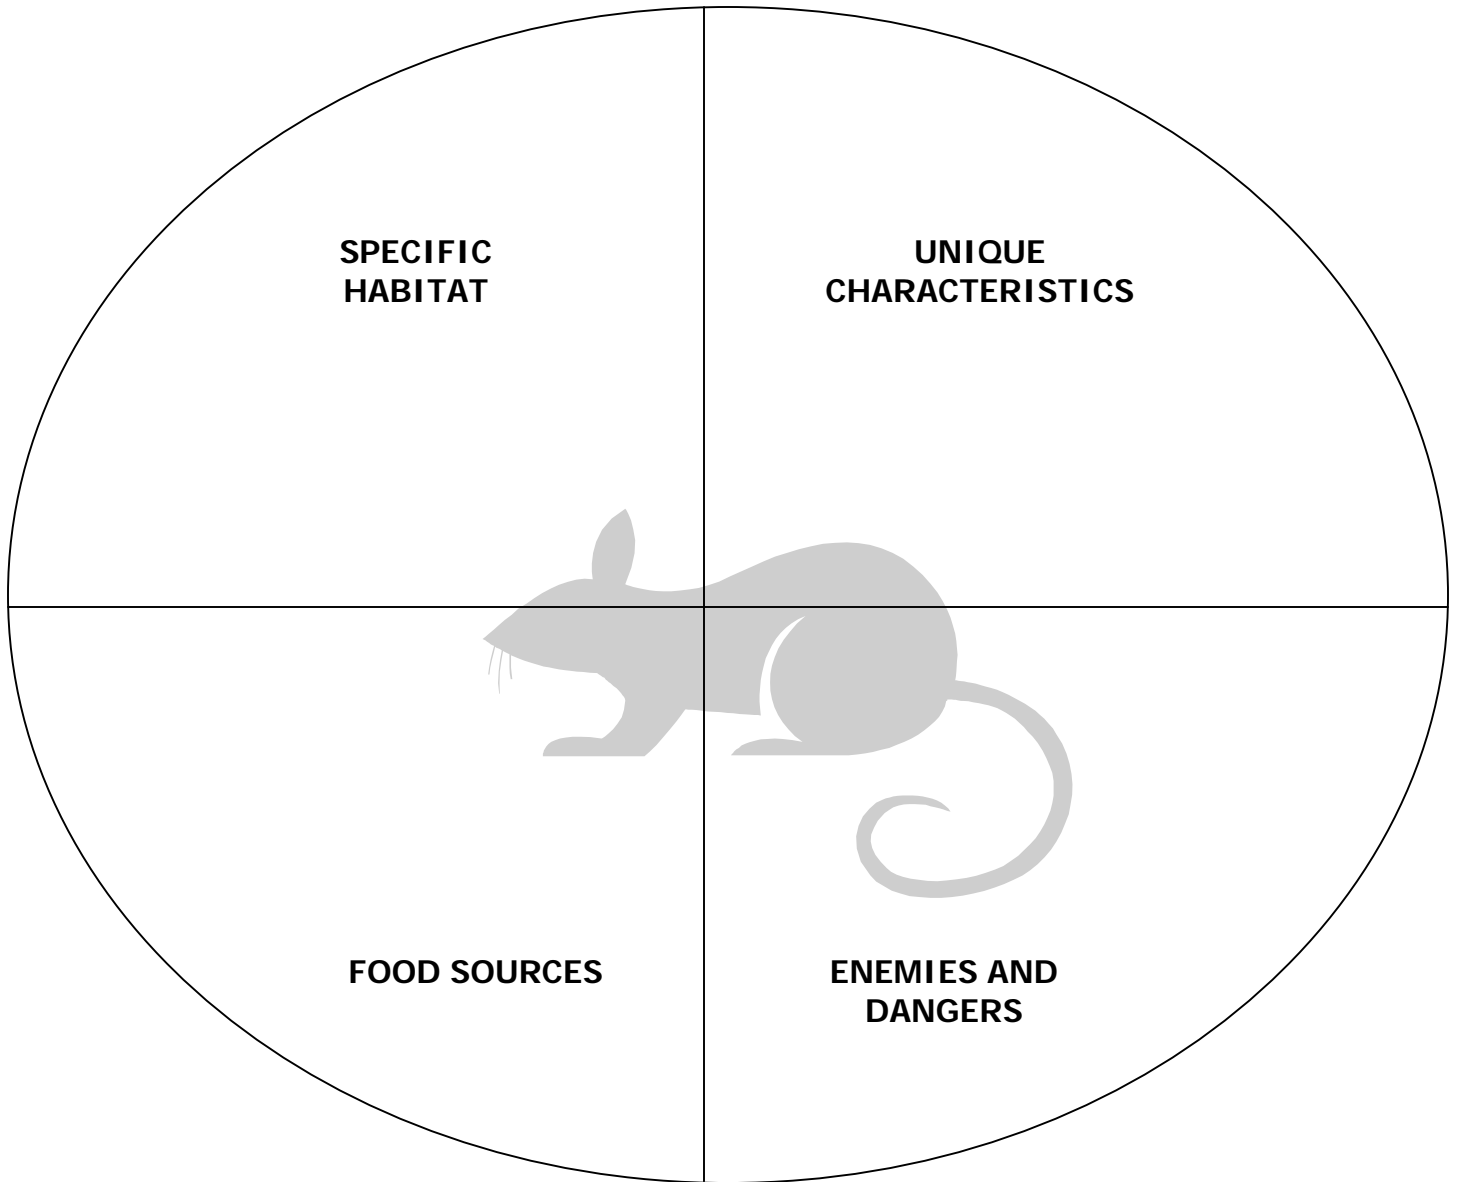 SPECIFIC
HABITAT
UNIQUE
CHARACTERISTICS
FOOD SOURCES
ENEMIES AND
DANGERS